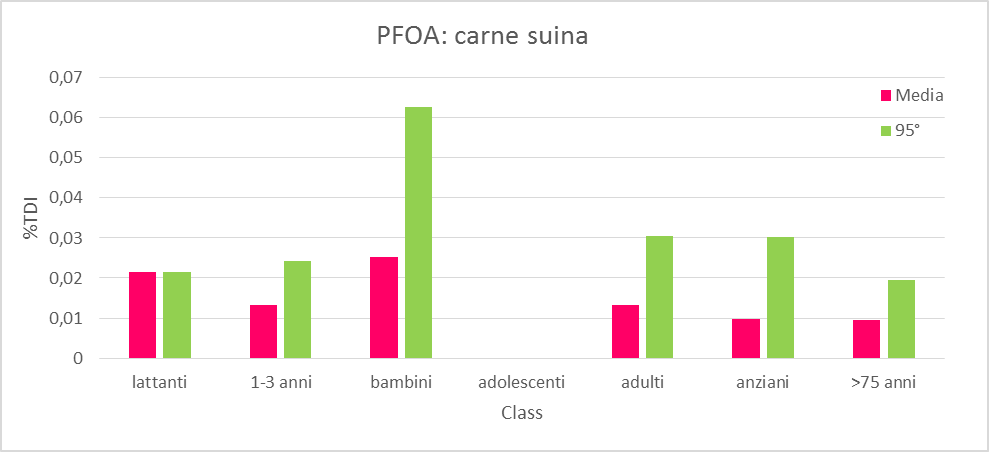 PFOA: carne suina
0,07
0,06
0,05
0,04
0,03
0,02
0,01
0
%TDI
Media
95°
lattanti
1-3 anni
bambini
adolescenti
adulti
anziani
>75 anni
Class